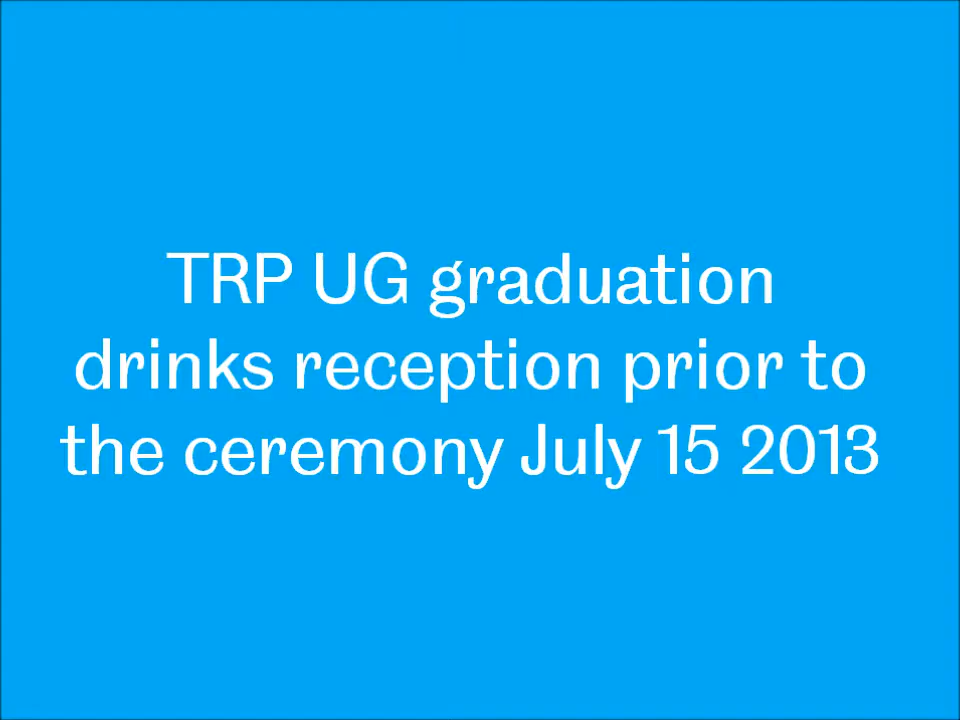 TRP UG graduation
drinks reception prior to
the ceremony July 15 2013